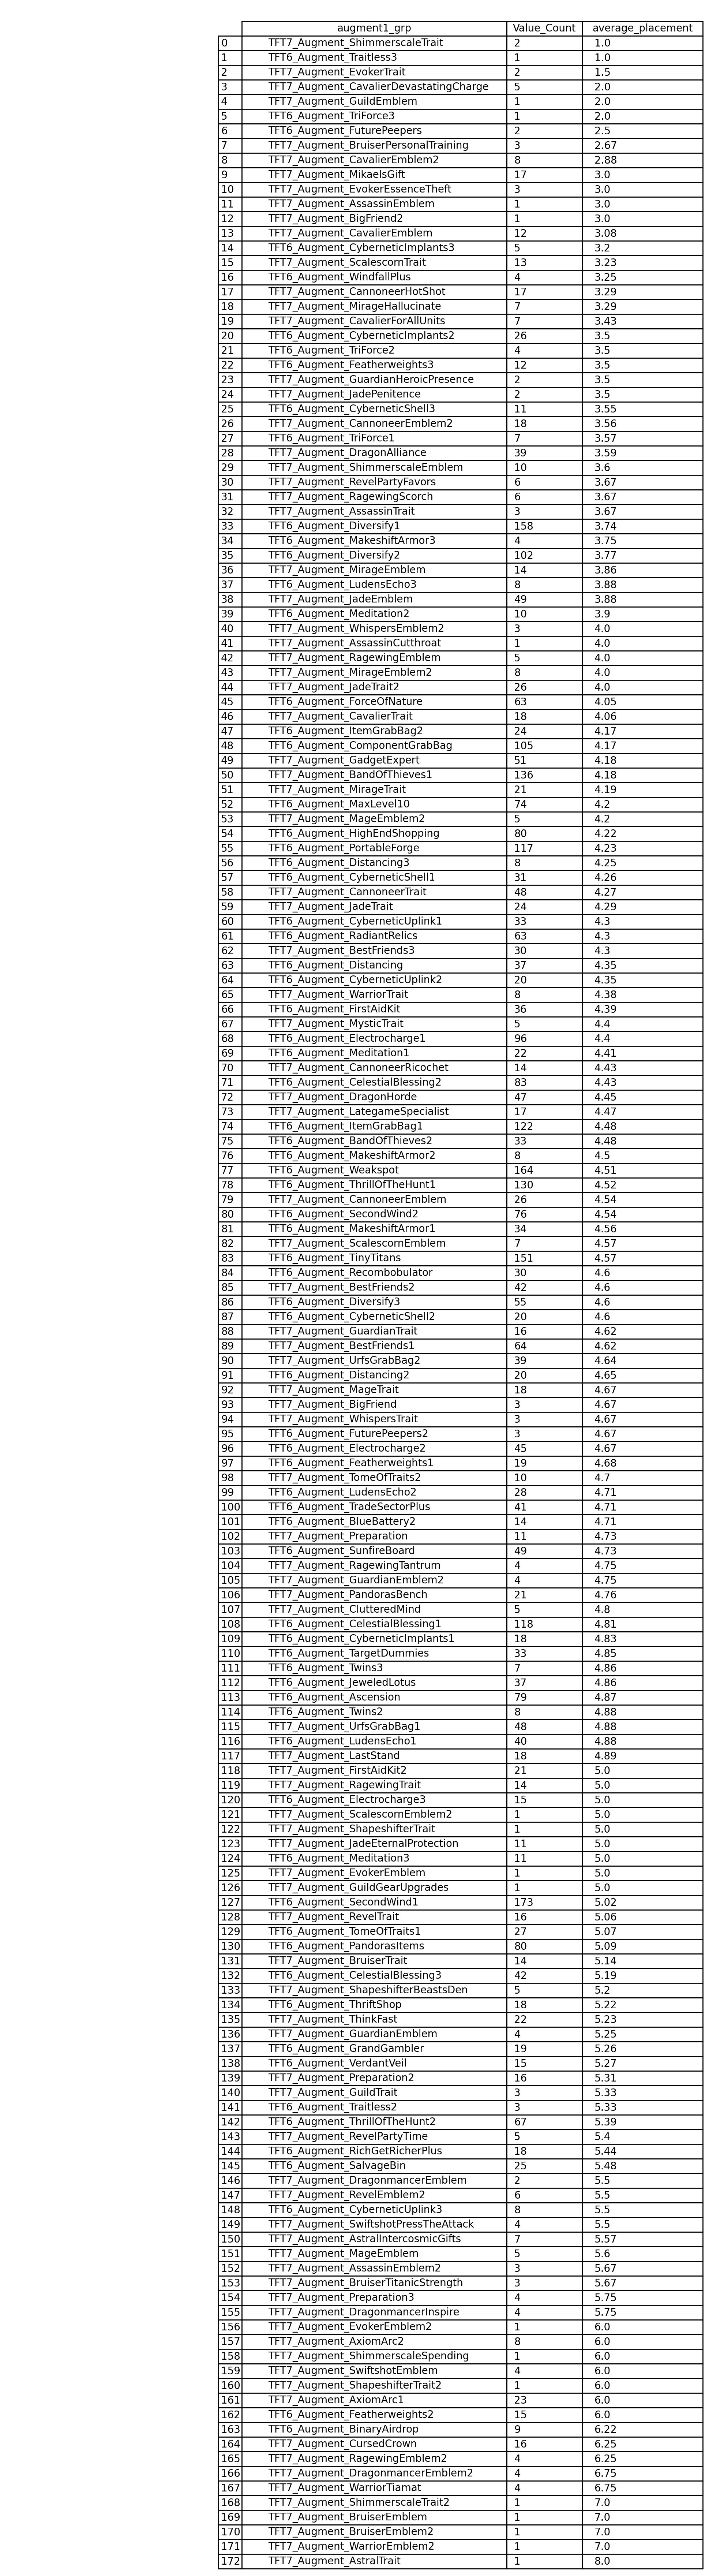 augment1_grp Value_Count average_placement
0 TFT7_Augment_ShimmerscaleTrait 2 1.0
1 TFT6_Augment_Traitless3 1 1.0
2 TFT7_Augment_EvokerTrait 2 1.5
3 TFT7_Augment_CavalierDevastatingCharge 5 2.0
4 TFT7_Augment_GuildEmblem 1 2.0
5 TFT6_Augment_TriForce3 1 2.0
6 TFT6_Augment_FuturePeepers 2 2.5
7 TFT7_Augment_BruiserPersonalTraining 3 2.67
8 TFT7_Augment_CavalierEmblem2 8 2.88
9 TFT7_Augment_MikaelsGift 17 3.0
10 TFT7_Augment_EvokerEssenceTheft 3 3.0
11 TFT7_Augment_AssassinEmblem 1 3.0
12 TFT7_Augment_BigFriend2 1 3.0
13 TFT7_Augment_CavalierEmblem 12 3.08
14 TFT6_Augment_CyberneticImplants3 5 3.2
15 TFT7_Augment_ScalescornTrait 13 3.23
16 TFT6_Augment_WindfallPlus 4 3.25
17 TFT7_Augment_CannoneerHotShot 17 3.29
18 TFT7_Augment_MirageHallucinate 7 3.29
19 TFT7_Augment_CavalierForAllUnits 7 3.43
20 TFT6_Augment_CyberneticImplants2 26 3.5
21 TFT6_Augment_TriForce2 4 3.5
22 TFT6_Augment_Featherweights3 12 3.5
23 TFT7_Augment_GuardianHeroicPresence 2 3.5
24 TFT7_Augment_JadePenitence 2 3.5
25 TFT6_Augment_CyberneticShell3 11 3.55
26 TFT7_Augment_CannoneerEmblem2 18 3.56
27 TFT6_Augment_TriForce1 7 3.57
28 TFT7_Augment_DragonAlliance 39 3.59
29 TFT7_Augment_ShimmerscaleEmblem 10 3.6
30 TFT7_Augment_RevelPartyFavors 6 3.67
31 TFT7_Augment_RagewingScorch 6 3.67
32 TFT7_Augment_AssassinTrait 3 3.67
33 TFT6_Augment_Diversify1 158 3.74
34 TFT6_Augment_MakeshiftArmor3 4 3.75
35 TFT6_Augment_Diversify2 102 3.77
36 TFT7_Augment_MirageEmblem 14 3.86
37 TFT6_Augment_LudensEcho3 8 3.88
38 TFT7_Augment_JadeEmblem 49 3.88
39 TFT6_Augment_Meditation2 10 3.9
40 TFT7_Augment_WhispersEmblem2 3 4.0
41 TFT7_Augment_AssassinCutthroat 1 4.0
42 TFT7_Augment_RagewingEmblem 5 4.0
43 TFT7_Augment_MirageEmblem2 8 4.0
44 TFT7_Augment_JadeTrait2 26 4.0
45 TFT6_Augment_ForceOfNature 63 4.05
46 TFT7_Augment_CavalierTrait 18 4.06
47 TFT6_Augment_ItemGrabBag2 24 4.17
48 TFT6_Augment_ComponentGrabBag 105 4.17
49 TFT7_Augment_GadgetExpert 51 4.18
50 TFT7_Augment_BandOfThieves1 136 4.18
51 TFT7_Augment_MirageTrait 21 4.19
52 TFT6_Augment_MaxLevel10 74 4.2
53 TFT7_Augment_MageEmblem2 5 4.2
54 TFT6_Augment_HighEndShopping 80 4.22
55 TFT6_Augment_PortableForge 117 4.23
56 TFT6_Augment_Distancing3 8 4.25
57 TFT6_Augment_CyberneticShell1 31 4.26
58 TFT7_Augment_CannoneerTrait 48 4.27
59 TFT7_Augment_JadeTrait 24 4.29
60 TFT6_Augment_CyberneticUplink1 33 4.3
61 TFT6_Augment_RadiantRelics 63 4.3
62 TFT7_Augment_BestFriends3 30 4.3
63 TFT6_Augment_Distancing 37 4.35
64 TFT6_Augment_CyberneticUplink2 20 4.35
65 TFT7_Augment_WarriorTrait 8 4.38
66 TFT6_Augment_FirstAidKit 36 4.39
67 TFT7_Augment_MysticTrait 5 4.4
68 TFT6_Augment_Electrocharge1 96 4.4
69 TFT6_Augment_Meditation1 22 4.41
70 TFT7_Augment_CannoneerRicochet 14 4.43
71 TFT6_Augment_CelestialBlessing2 83 4.43
72 TFT7_Augment_DragonHorde 47 4.45
73 TFT7_Augment_LategameSpecialist 17 4.47
74 TFT6_Augment_ItemGrabBag1 122 4.48
75 TFT6_Augment_BandOfThieves2 33 4.48
76 TFT6_Augment_MakeshiftArmor2 8 4.5
77 TFT6_Augment_Weakspot 164 4.51
78 TFT6_Augment_ThrillOfTheHunt1 130 4.52
79 TFT7_Augment_CannoneerEmblem 26 4.54
80 TFT6_Augment_SecondWind2 76 4.54
81 TFT6_Augment_MakeshiftArmor1 34 4.56
82 TFT7_Augment_ScalescornEmblem 7 4.57
83 TFT6_Augment_TinyTitans 151 4.57
84 TFT6_Augment_Recombobulator 30 4.6
85 TFT7_Augment_BestFriends2 42 4.6
86 TFT6_Augment_Diversify3 55 4.6
87 TFT6_Augment_CyberneticShell2 20 4.6
88 TFT7_Augment_GuardianTrait 16 4.62
89 TFT7_Augment_BestFriends1 64 4.62
90 TFT7_Augment_UrfsGrabBag2 39 4.64
91 TFT6_Augment_Distancing2 20 4.65
92 TFT7_Augment_MageTrait 18 4.67
93 TFT7_Augment_BigFriend 3 4.67
94 TFT7_Augment_WhispersTrait 3 4.67
95 TFT6_Augment_FuturePeepers2 3 4.67
96 TFT6_Augment_Electrocharge2 45 4.67
97 TFT6_Augment_Featherweights1 19 4.68
98 TFT7_Augment_TomeOfTraits2 10 4.7
99 TFT6_Augment_LudensEcho2 28 4.71
100 TFT6_Augment_TradeSectorPlus 41 4.71
101 TFT6_Augment_BlueBattery2 14 4.71
102 TFT7_Augment_Preparation 11 4.73
103 TFT6_Augment_SunfireBoard 49 4.73
104 TFT7_Augment_RagewingTantrum 4 4.75
105 TFT7_Augment_GuardianEmblem2 4 4.75
106 TFT7_Augment_PandorasBench 21 4.76
107 TFT7_Augment_ClutteredMind 5 4.8
108 TFT6_Augment_CelestialBlessing1 118 4.81
109 TFT6_Augment_CyberneticImplants1 18 4.83
110 TFT6_Augment_TargetDummies 33 4.85
111 TFT6_Augment_Twins3 7 4.86
112 TFT6_Augment_JeweledLotus 37 4.86
113 TFT6_Augment_Ascension 79 4.87
114 TFT6_Augment_Twins2 8 4.88
115 TFT7_Augment_UrfsGrabBag1 48 4.88
116 TFT6_Augment_LudensEcho1 40 4.88
117 TFT7_Augment_LastStand 18 4.89
118 TFT7_Augment_FirstAidKit2 21 5.0
119 TFT7_Augment_RagewingTrait 14 5.0
120 TFT6_Augment_Electrocharge3 15 5.0
121 TFT7_Augment_ScalescornEmblem2 1 5.0
122 TFT7_Augment_ShapeshifterTrait 1 5.0
123 TFT7_Augment_JadeEternalProtection 11 5.0
124 TFT6_Augment_Meditation3 11 5.0
125 TFT7_Augment_EvokerEmblem 1 5.0
126 TFT7_Augment_GuildGearUpgrades 1 5.0
127 TFT6_Augment_SecondWind1 173 5.02
128 TFT7_Augment_RevelTrait 16 5.06
129 TFT6_Augment_TomeOfTraits1 27 5.07
130 TFT6_Augment_PandorasItems 80 5.09
131 TFT7_Augment_BruiserTrait 14 5.14
132 TFT6_Augment_CelestialBlessing3 42 5.19
133 TFT7_Augment_ShapeshifterBeastsDen 5 5.2
134 TFT6_Augment_ThriftShop 18 5.22
135 TFT7_Augment_ThinkFast 22 5.23
136 TFT7_Augment_GuardianEmblem 4 5.25
137 TFT6_Augment_GrandGambler 19 5.26
138 TFT6_Augment_VerdantVeil 15 5.27
139 TFT7_Augment_Preparation2 16 5.31
140 TFT7_Augment_GuildTrait 3 5.33
141 TFT6_Augment_Traitless2 3 5.33
142 TFT6_Augment_ThrillOfTheHunt2 67 5.39
143 TFT7_Augment_RevelPartyTime 5 5.4
144 TFT6_Augment_RichGetRicherPlus 18 5.44
145 TFT6_Augment_SalvageBin 25 5.48
146 TFT7_Augment_DragonmancerEmblem 2 5.5
147 TFT7_Augment_RevelEmblem2 6 5.5
148 TFT6_Augment_CyberneticUplink3 8 5.5
149 TFT7_Augment_SwiftshotPressTheAttack 4 5.5
150 TFT7_Augment_AstralIntercosmicGifts 7 5.57
151 TFT7_Augment_MageEmblem 5 5.6
152 TFT7_Augment_AssassinEmblem2 3 5.67
153 TFT7_Augment_BruiserTitanicStrength 3 5.67
154 TFT7_Augment_Preparation3 4 5.75
155 TFT7_Augment_DragonmancerInspire 4 5.75
156 TFT7_Augment_EvokerEmblem2 1 6.0
157 TFT7_Augment_AxiomArc2 8 6.0
158 TFT7_Augment_ShimmerscaleSpending 1 6.0
159 TFT7_Augment_SwiftshotEmblem 4 6.0
160 TFT7_Augment_ShapeshifterTrait2 1 6.0
161 TFT7_Augment_AxiomArc1 23 6.0
162 TFT6_Augment_Featherweights2 15 6.0
163 TFT6_Augment_BinaryAirdrop 9 6.22
164 TFT7_Augment_CursedCrown 16 6.25
165 TFT7_Augment_RagewingEmblem2 4 6.25
166 TFT7_Augment_DragonmancerEmblem2 4 6.75
167 TFT7_Augment_WarriorTiamat 4 6.75
168 TFT7_Augment_ShimmerscaleTrait2 1 7.0
169 TFT7_Augment_BruiserEmblem 1 7.0
170 TFT7_Augment_BruiserEmblem2 1 7.0
171 TFT7_Augment_WarriorEmblem2 1 7.0
172 TFT7_Augment_AstralTrait 1 8.0